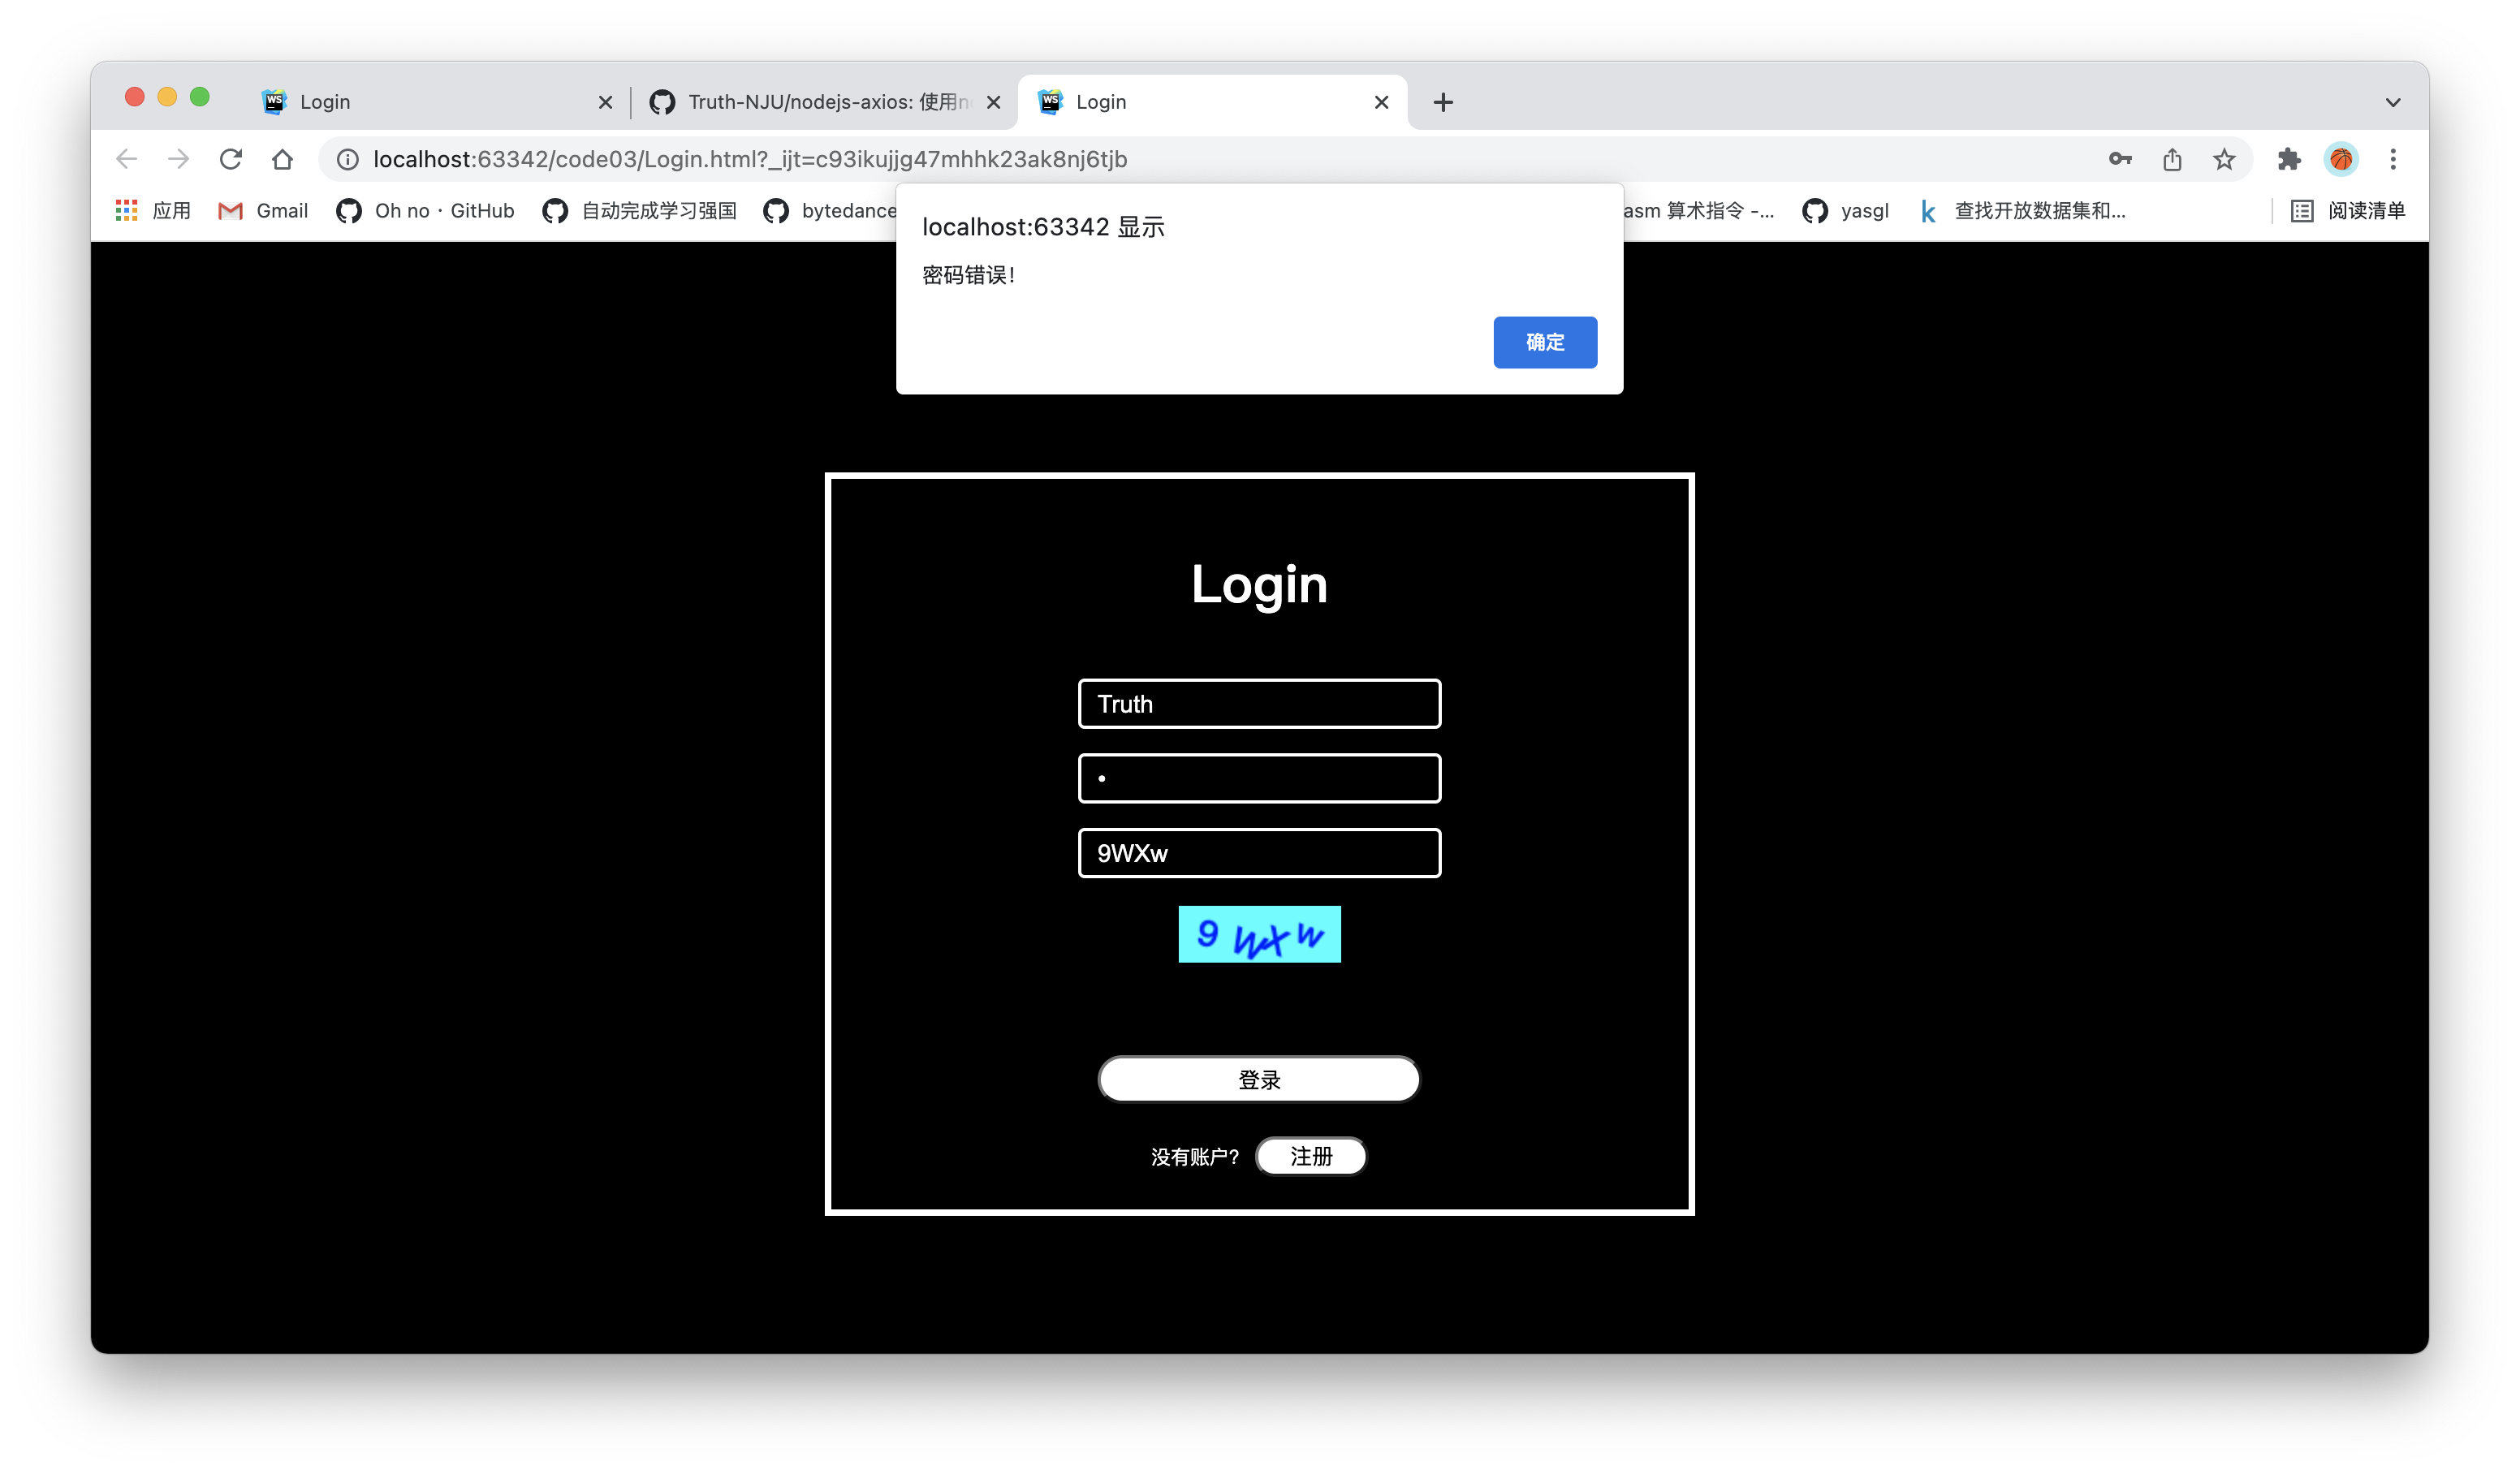 Login
Truth-NJU/nodejs-axios: 使用n
Login
localhost:63342/code03/Login.html?_ijt=c93ikujjg47mhhk23ak8nj6tjb
应用
Gmail
Oh no · GitHub
自动完成学习强国
bytedance
asm 算术指令 -...
yasgl
查找开放数据集和...
阅读清单
localhost:63342 显示
密码错误!
确定
Login
Truth
9WXw
9 W X w
登录
没有账户?
注册